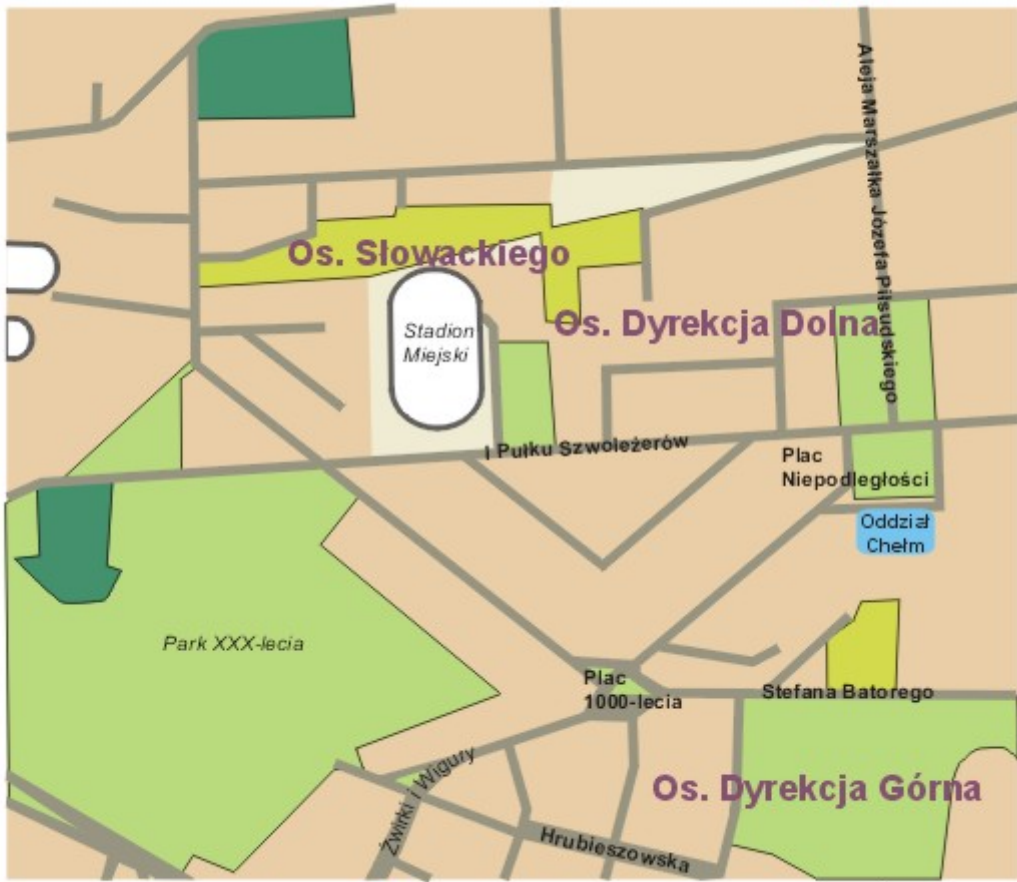 Aleja Marszałka Józefa Piłsudskiego
Os. Słowackiego
Os. Dyrekcja Dolna
Stadion
Miejski
I Pułku Szwoleżerów
Plac
Niepodległości
Oddział
Chełm
Park XXX-lecia
Plac
1000-lecia
Stefana Batorego
Żwirki i Wigury
Os. Dyrekcja Górna
Hrubieszowska